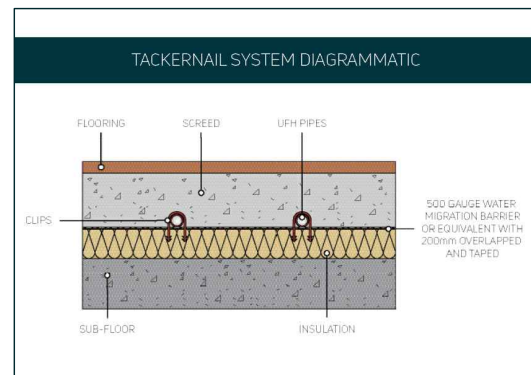 TACKERNAIL SYSTEM DIAGRAMMATIC
FLOORING
SCREED
UFH PIPES
CLIPS
500 GAUGE WATER
MIGRATION BARRIER
OR EQUIVALENT WITH
200mm OVERLAPPED
AND TAPED
SUB-FLOOR
INSULATION